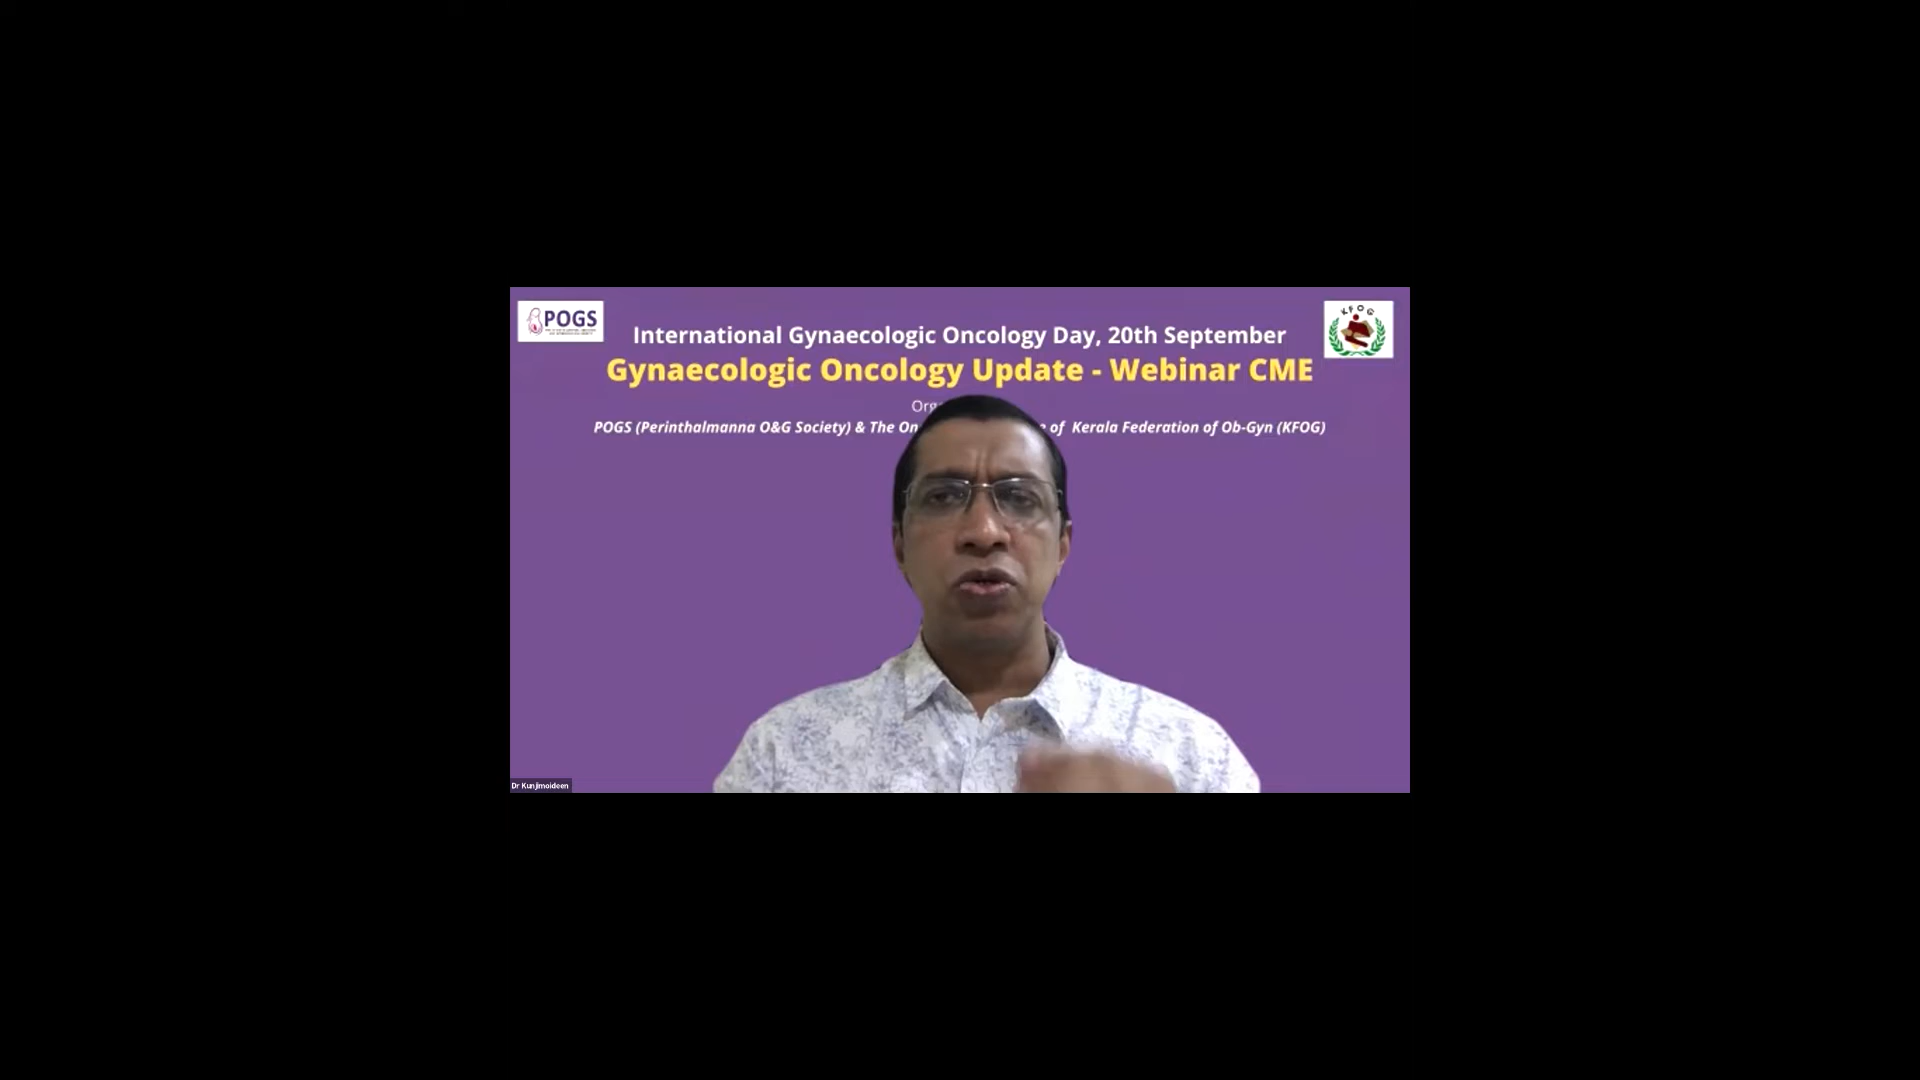 POGS
KFOG
International Gynaecologic Oncology Day, 20th September
Gynaecologic Oncology Update - Webinar CME
Org
POGS (Perinthalmanna O&G Society) & The On e of Kerala Federation of Ob-Gyn (KFOG)
Dr Kunjimoideen